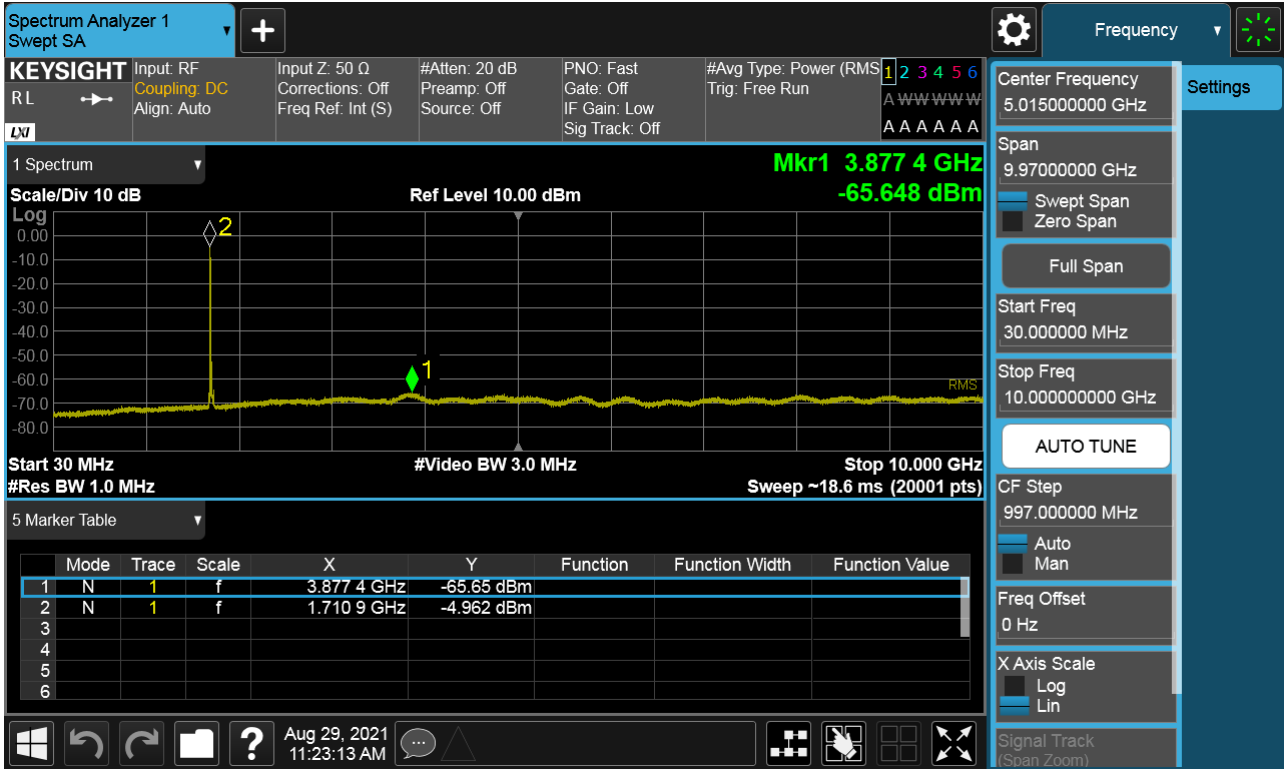 Spectrum Analyzer 1
Swept SA
Frequency
KEYSIGHT
R L
LXI
Input: RF
Coupling: DC
Align: Auto
Input Z: 50 Ω
Corrections: Off
Freq Ref: Int (S)
#Atten: 20 dB
Preamp: Off
Source: Off
PNO: Fast
Gate: Off
IF Gain: Low
Sig Track: Off
#Avg Type: Power (RMS
Trig: Free Run
1 2 3 4 5 6
A W W W W W
A A A A A A
1 Spectrum
Mkr1 3.877 4 GHz
Scale/Div 10 dB
Ref Level 10.00 dBm
-65.648 dBm
Log
0.00
-10.0
-20.0
-30.0
-40.0
-50.0
-60.0
-70.0
-80.0
2
1
RMS
Start 30 MHz
#Video BW 3.0 MHz
Stop 10.000 GHz
#Res BW 1.0 MHz
Sweep ~18.6 ms (20001 pts)
5 Marker Table
Mode Trace Scale X Y Function Function Width Function Value
1 N 1 f 3.877 4 GHz -65.65 dBm
2 N 1 f 1.710 9 GHz -4.962 dBm
3
4
5
6
Aug 29, 2021
11:23:13 AM
Center Frequency
5.015000000 GHz
Settings
Span
9.97000000 GHz
Swept Span
Zero Span
Full Span
Start Freq
30.000000 MHz
Stop Freq
10.000000000 GHz
AUTO TUNE
CF Step
997.000000 MHz
Auto
Man
Freq Offset
0 Hz
X Axis Scale
Log
Lin
Signal Track
(Span Zoom)